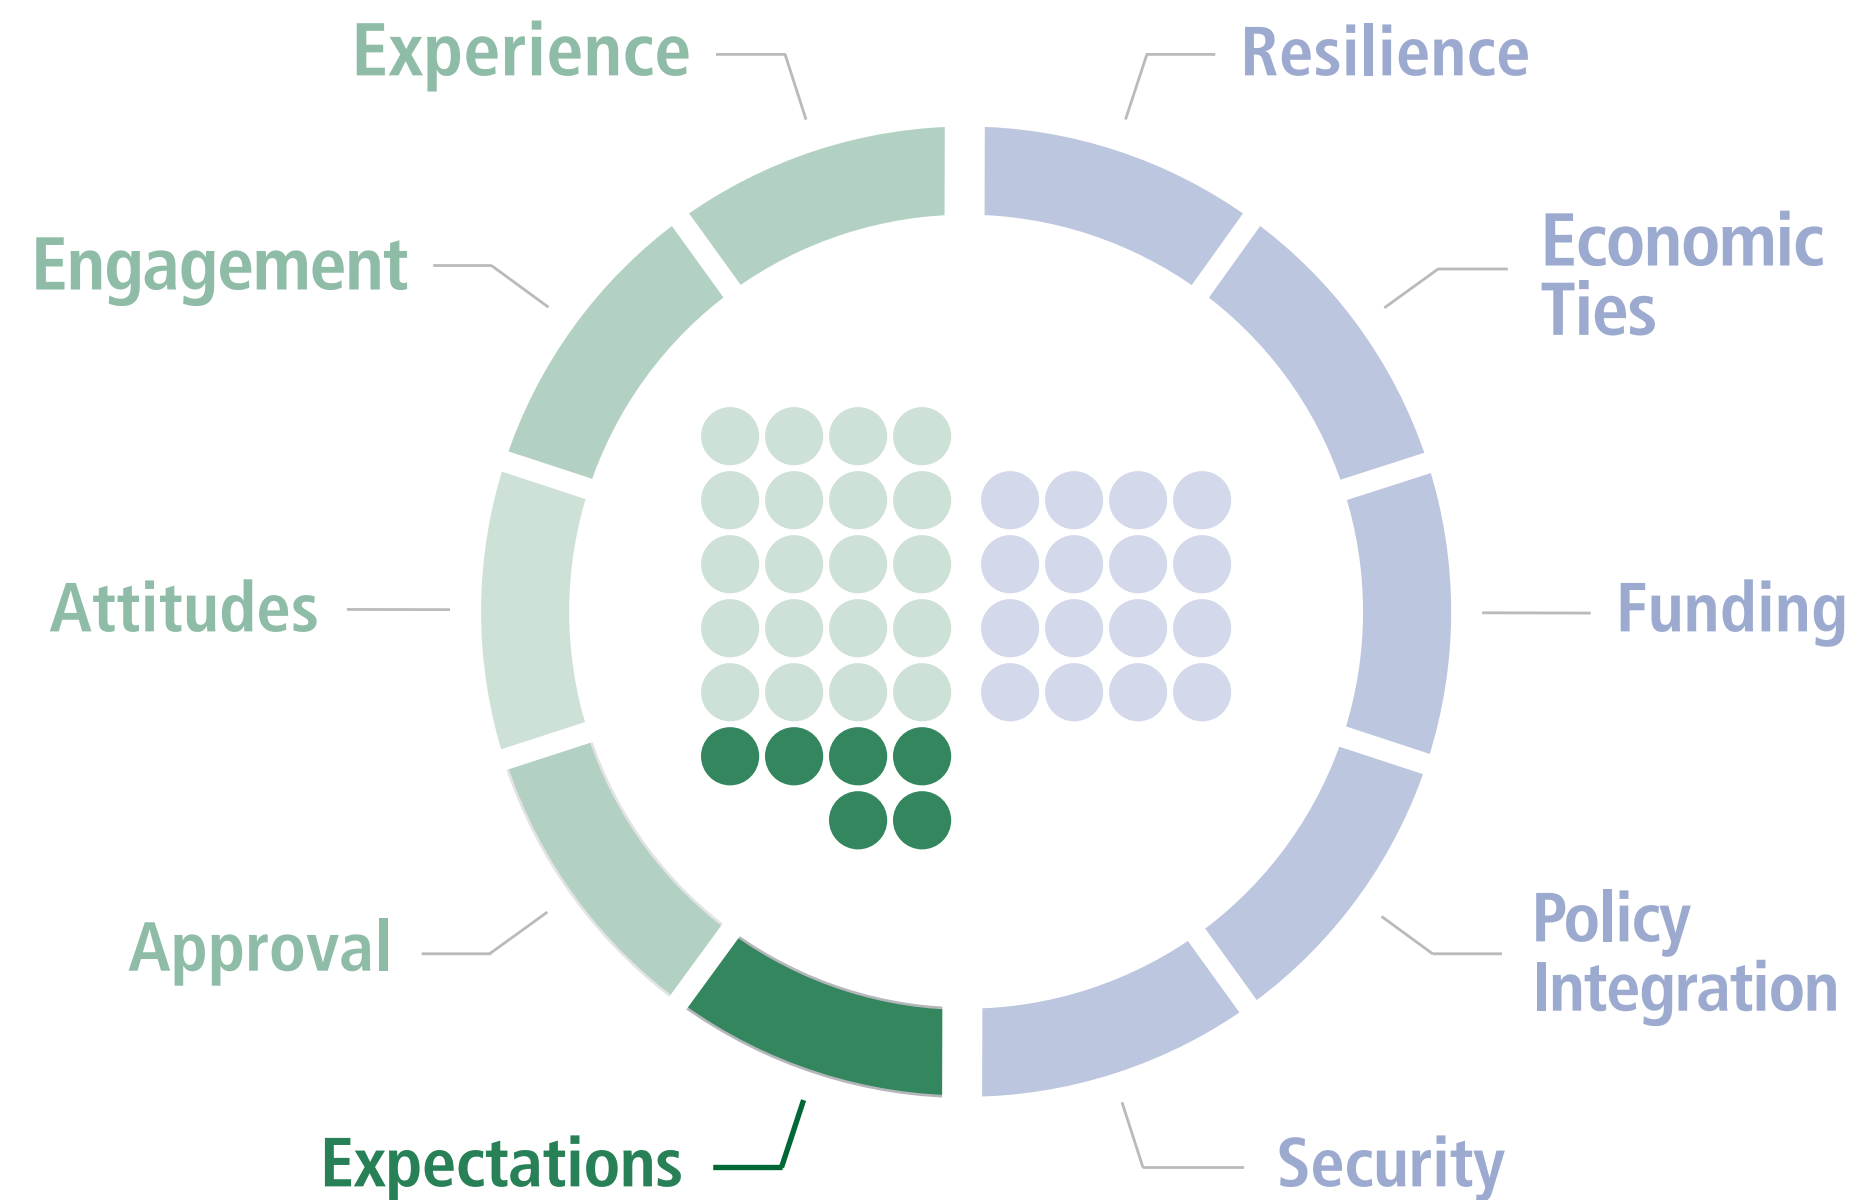 Experience
Resilience
Engagement
Economic
Ties
Attitudes
Funding
Approval
Policy
Integration
Expectations
Security